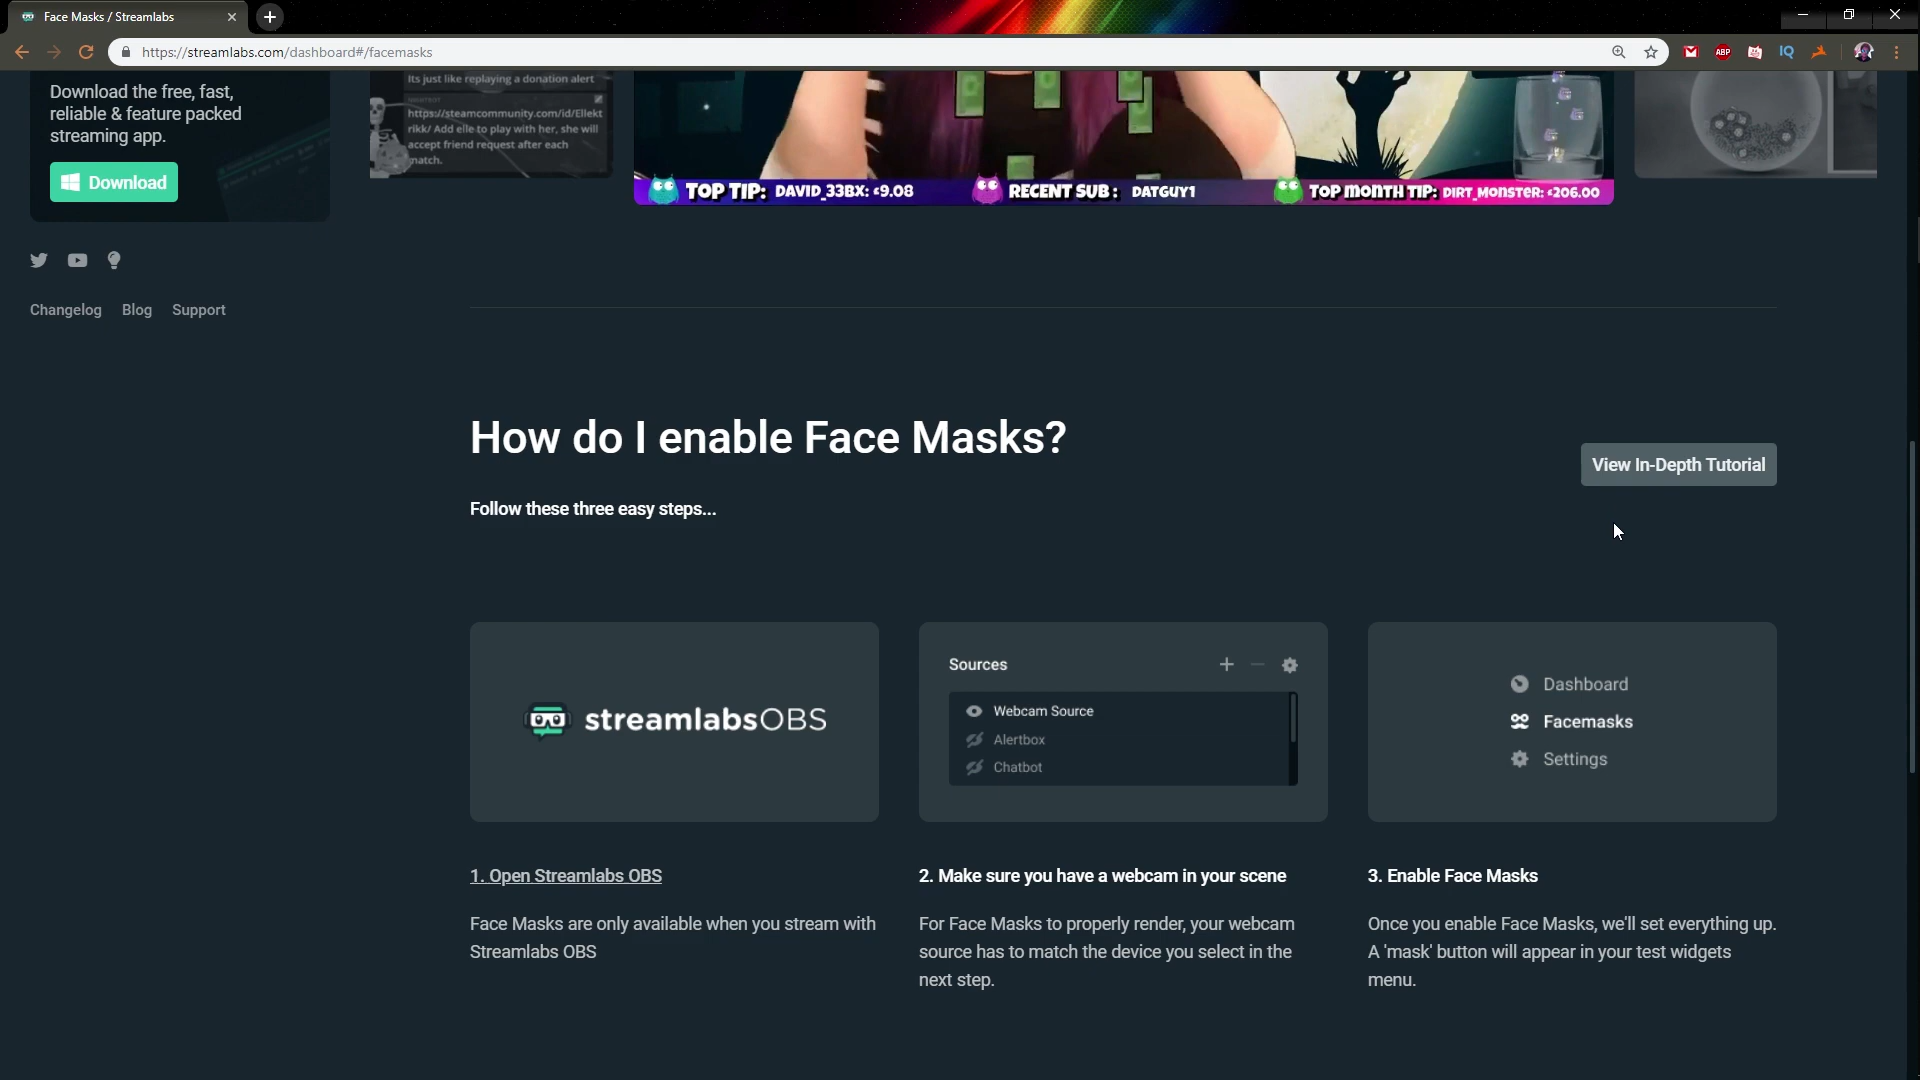 Face Masks / Streamlabs
https://streamlabs.com/dashboard#/facemasks
ABP
IQ
Download the free, fast,
reliable & feature packed
streaming app.
Download
Its just like replaying a donation alert
https://steamcommunity.com/id/Ellekt
rikk/ Add elle to play with her, she will
accept friend request after each
match.
TOP TIP: DAVID_33BX: €9.08
RECENT SUB : DATGUY1
TOP MONTH TIP: DIRT_MONSTER: €206.00
Changelog Blog Support
How do I enable Face Masks?
View In-Depth Tutorial
Follow these three easy steps...
streamlabsOBS
Sources
Webcam Source
Alertbox
Chatbot
Dashboard
Facemasks
Settings
1. Open Streamlabs OBS
Face Masks are only available when you stream with
Streamlabs OBS
2. Make sure you have a webcam in your scene
For Face Masks to properly render, your webcam
source has to match the device you select in the
next step.
3. Enable Face Masks
Once you enable Face Masks, we'll set everything up.
A 'mask' button will appear in your test widgets
menu.